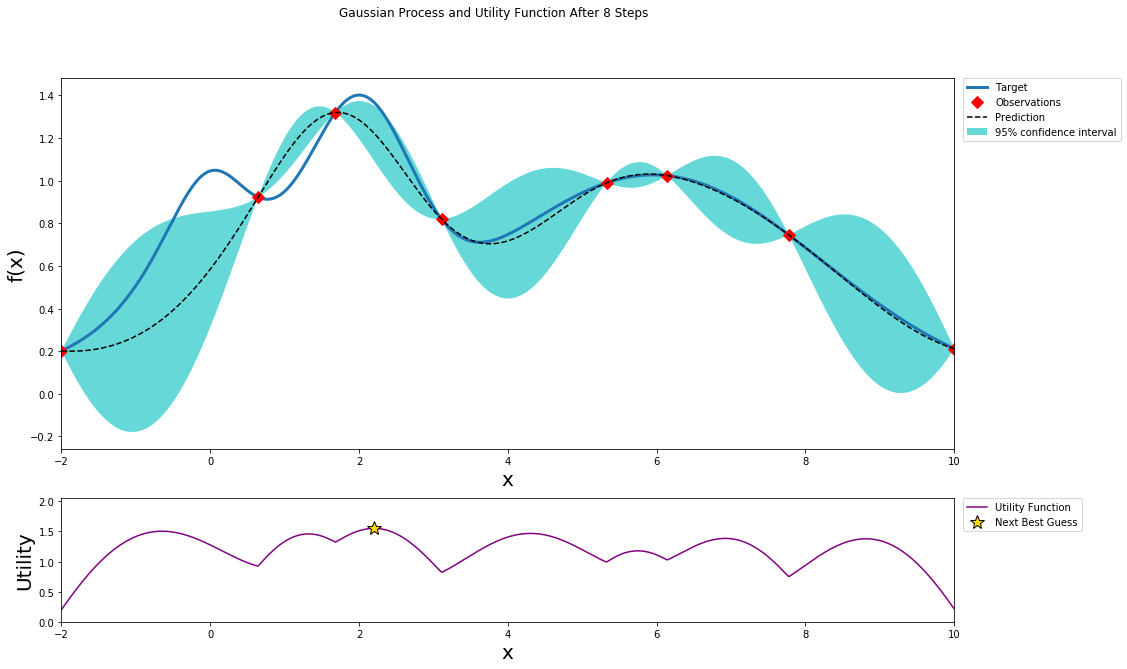 Gaussian Process and Utility Function After 8 Steps
1.4
1.2
1.0
0.8
0.6
0.4
0.2
0.0
−0.2
f(x)
−2 0 2 4 6 8 10
x
Target
Observations
Prediction
95% confidence interval
2.0
1.5
1.0
0.5
0.0
Utility
−2 0 2 4 6 8 10
x
Utility Function
Next Best Guess